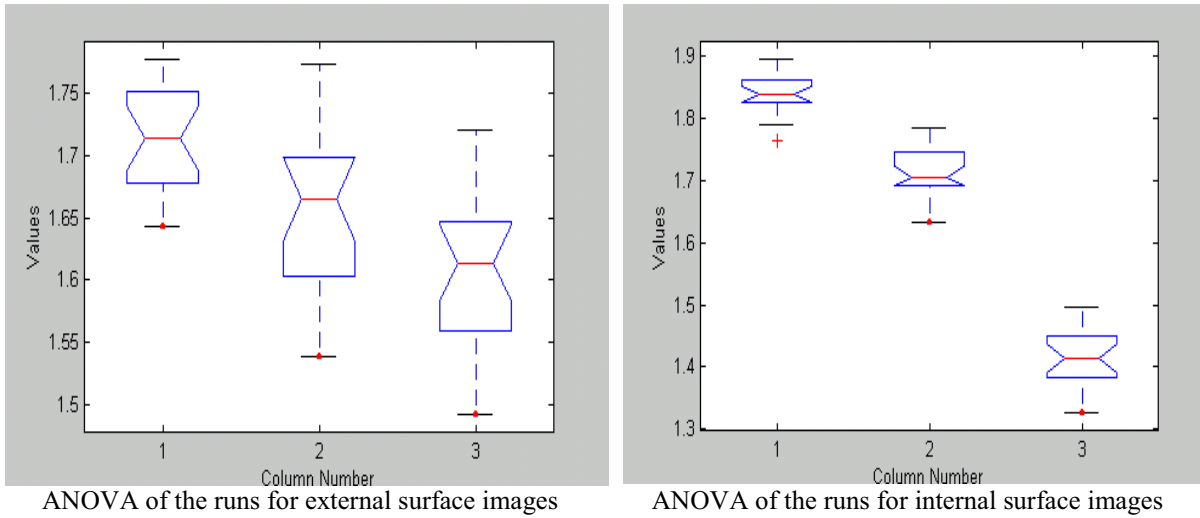 1.75
1.7
1.65
1.6
1.55
1.5
Values
1 2 3
Column Number
ANOVA of the runs for external surface images
1.9
1.8
1.7
1.6
1.5
1.4
1.3
Values
1 2 3
Column Number
ANOVA of the runs for internal surface images